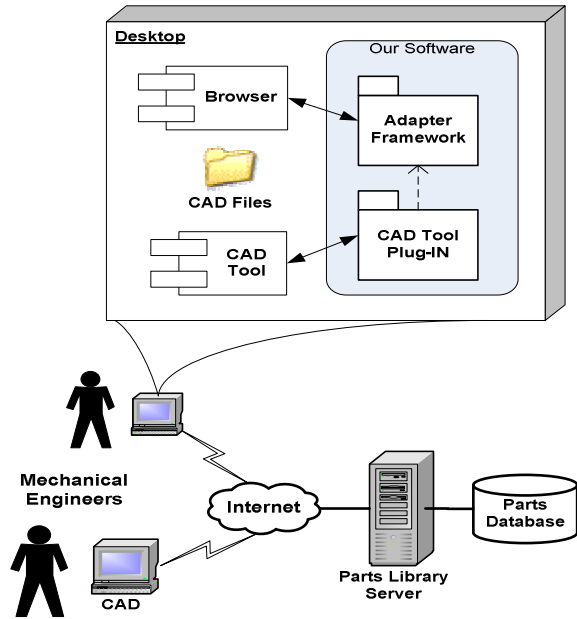 Desktop
Our Software
Browser
Adapter
Framework
CAD Files
CAD
Tool
CAD Tool
Plug-IN
Mechanical
Engineers
Internet
Parts
Database
CAD
Parts Library
Server